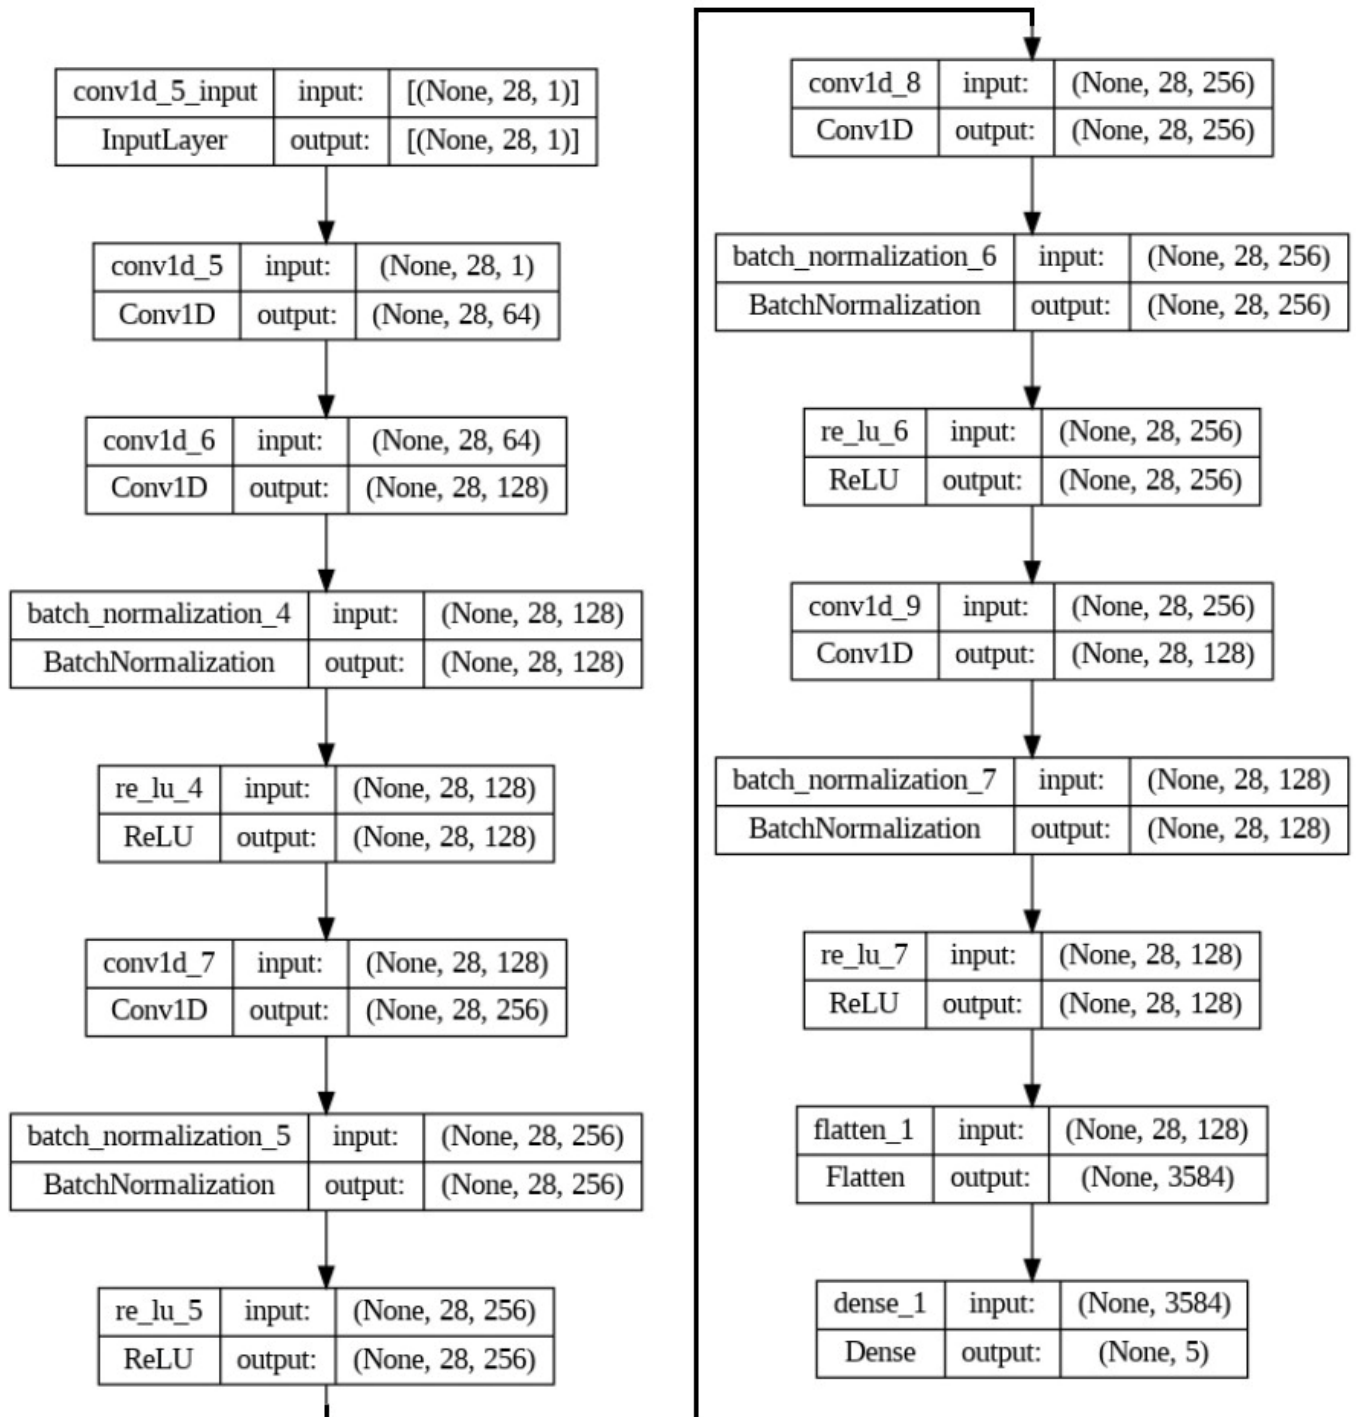 conv1d_5_input input: [(None, 28, 1)]
InputLayer output: [(None, 28, 1)]
conv1d_5 input: (None, 28, 1)
Conv1D output: (None, 28, 64)
conv1d_6 input: (None, 28, 64)
Conv1D output: (None, 28, 128)
batch_normalization_4 input: (None, 28, 128)
BatchNormalization output: (None, 28, 128)
re_lu_4 input: (None, 28, 128)
ReLU output: (None, 28, 128)
conv1d_7 input: (None, 28, 128)
Conv1D output: (None, 28, 256)
batch_normalization_5 input: (None, 28, 256)
BatchNormalization output: (None, 28, 256)
re_lu_5 input: (None, 28, 256)
ReLU output: (None, 28, 256)
conv1d_8 input: (None, 28, 256)
Conv1D output: (None, 28, 256)
batch_normalization_6 input: (None, 28, 256)
BatchNormalization output: (None, 28, 256)
re_lu_6 input: (None, 28, 256)
ReLU output: (None, 28, 256)
conv1d_9 input: (None, 28, 256)
Conv1D output: (None, 28, 128)
batch_normalization_7 input: (None, 28, 128)
BatchNormalization output: (None, 28, 128)
re_lu_7 input: (None, 28, 128)
ReLU output: (None, 28, 128)
flatten_1 input: (None, 28, 128)
Flatten output: (None, 3584)
dense_1 input: (None, 3584)
Dense output: (None, 5)